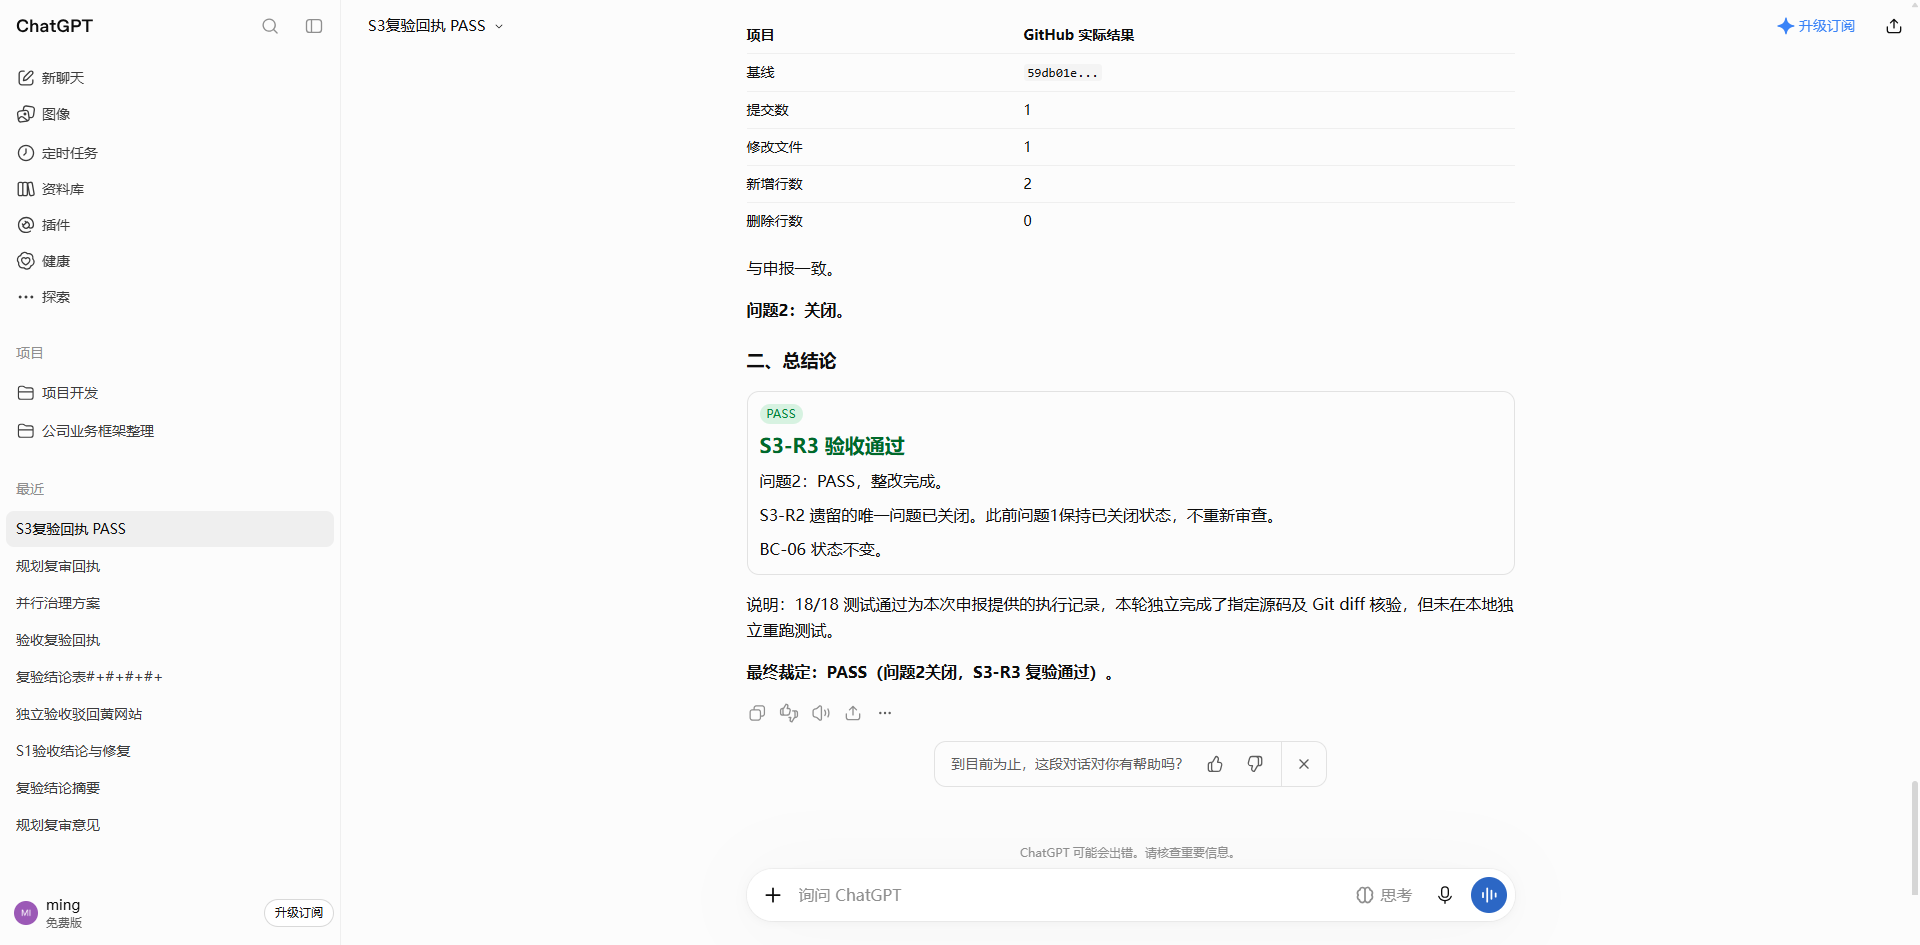 ChatGPT
新聊天
图像
定时任务
资料库
插件
健康
探索
项目
项目开发
公司业务框架整理
最近
S3复验回执 PASS
规划复审回执
并行治理方案
验收复验回执
复验结论表#+#+#+#+
独立验收驳回黄网站
S1验收结论与修复
复验结论摘要
规划复审意见
MI
ming
免费版
升级订阅
S3复验回执 PASS
升级订阅
项目 GitHub 实际结果
基线 59db01e...
提交数 1
修改文件 1
新增行数 2
删除行数 0
与申报一致。
问题2：关闭。
二、总结论
PASS
S3-R3 验收通过
问题2：PASS，整改完成。
S3-R2 遗留的唯一问题已关闭。此前问题1保持已关闭状态，不重新审查。
BC-06 状态不变。
说明：18/18 测试通过为本次申报提供的执行记录，本轮独立完成了指定源码及 Git diff 核验，但未在本地独
立重跑测试。
最终裁定：PASS（问题2关闭，S3-R3 复验通过）。
到目前为止，这段对话对你有帮助吗？
ChatGPT 可能会出错。请核查重要信息。
询问 ChatGPT
思考